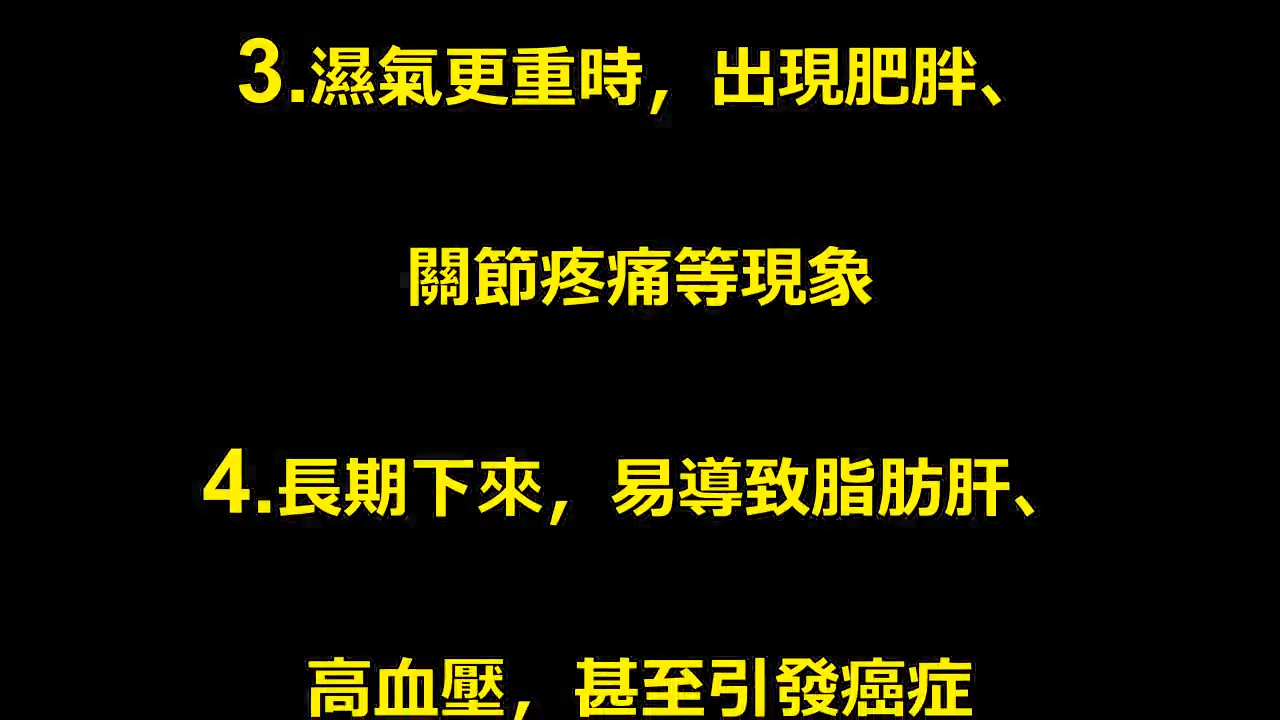 3.濕氣更重時，出現肥胖、
關節疼痛等現象
4.長期下來，易導致脂肪肝、
高血壓，甚至引發癌症